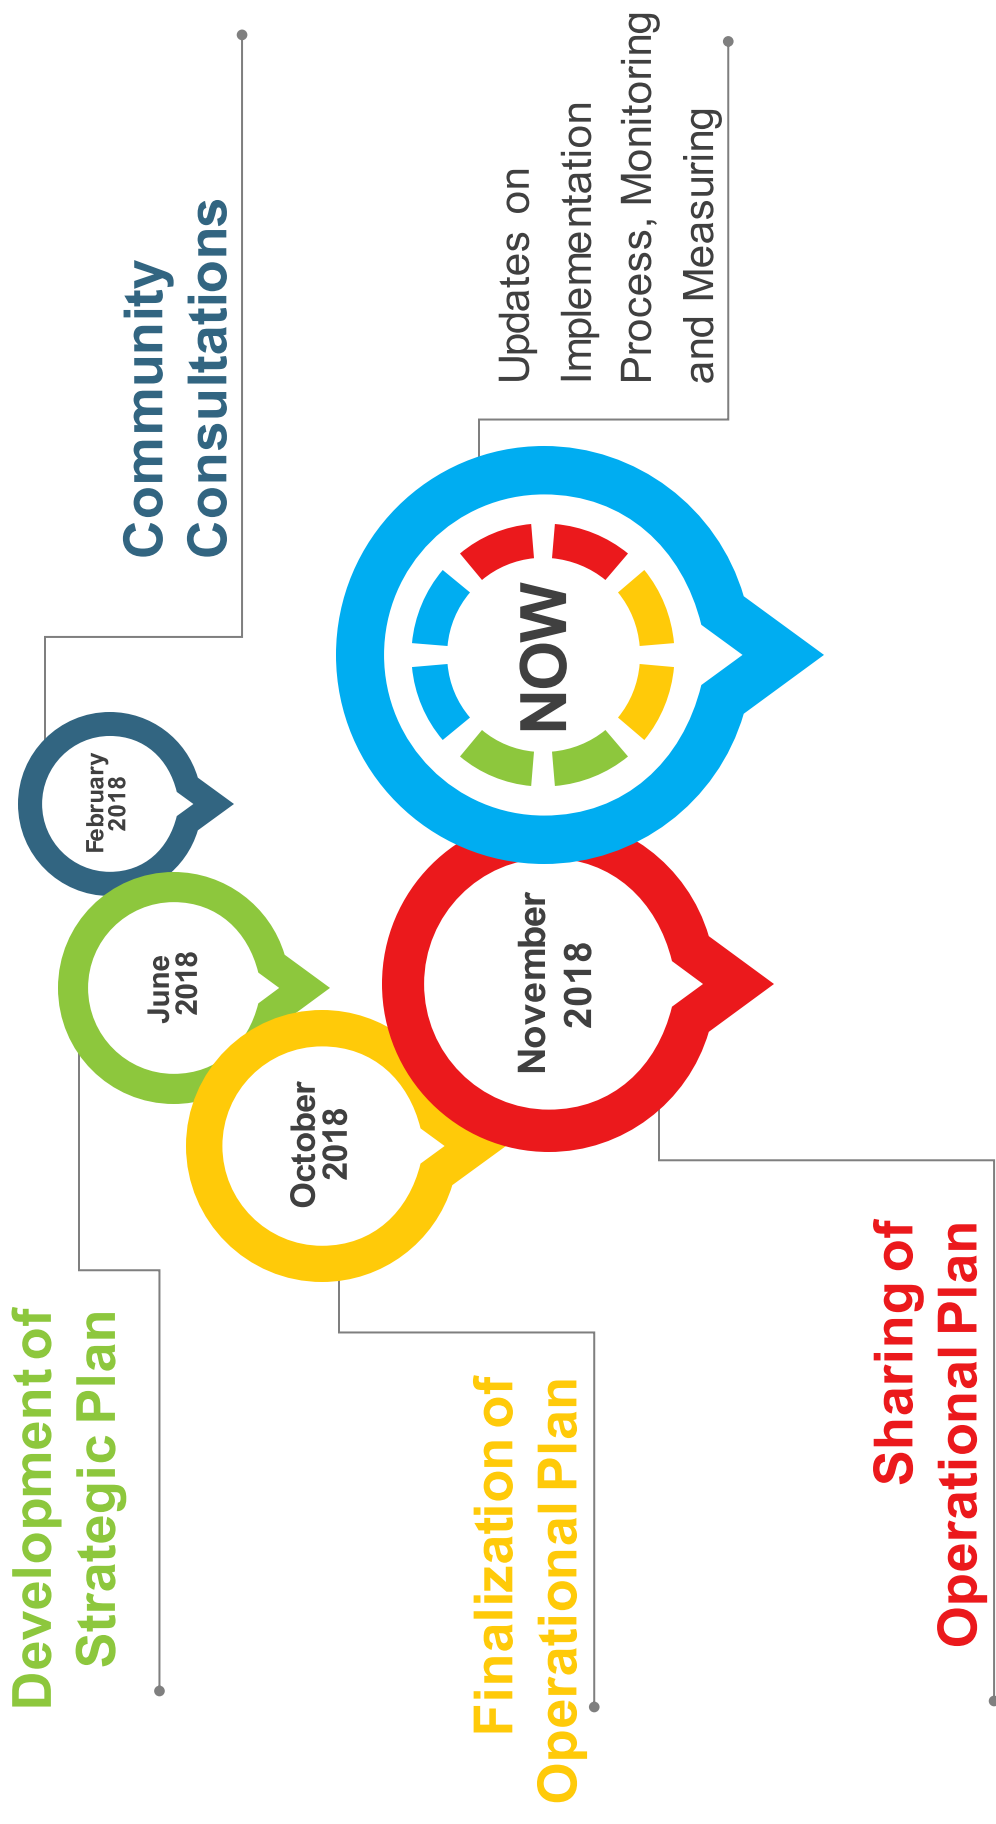 Community
Consultations
February
2018
June
2018
Development of
Strategic Plan
October
2018
Finalization of
Operational Plan
November
2018
Sharing of
Operational Plan
NOW
Updates on
Implementation
Process, Monitoring
and Measuring